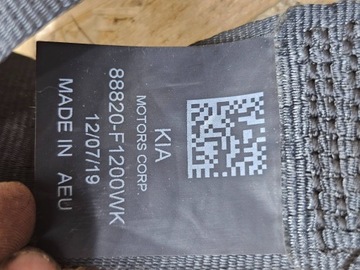 KIA
MOTORS CORP.
88820-F1200WK
12/07/19
MADE IN AEU